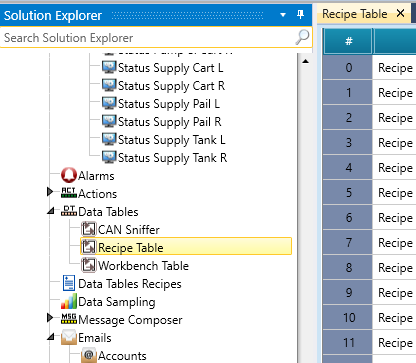 Solution Explorer
Search Solution Explorer
Status Supply Cart L
Status Supply Cart R
Status Supply Pail L
Status Supply Pail R
Status Supply Tank L
Status Supply Tank R
Alarms
ACT Actions
DT Data Tables
CAN Sniffer
Recipe Table
Workbench Table
Data Tables Recipes
Data Sampling
MSG Message Composer
Emails
@ Accounts
Recipe Table
#
0 Recipe
1 Recipe
2 Recipe
3 Recipe
4 Recipe
5 Recipe
6 Recipe
7 Recipe
8 Recipe
9 Recipe
10 Recipe
11 Recipe